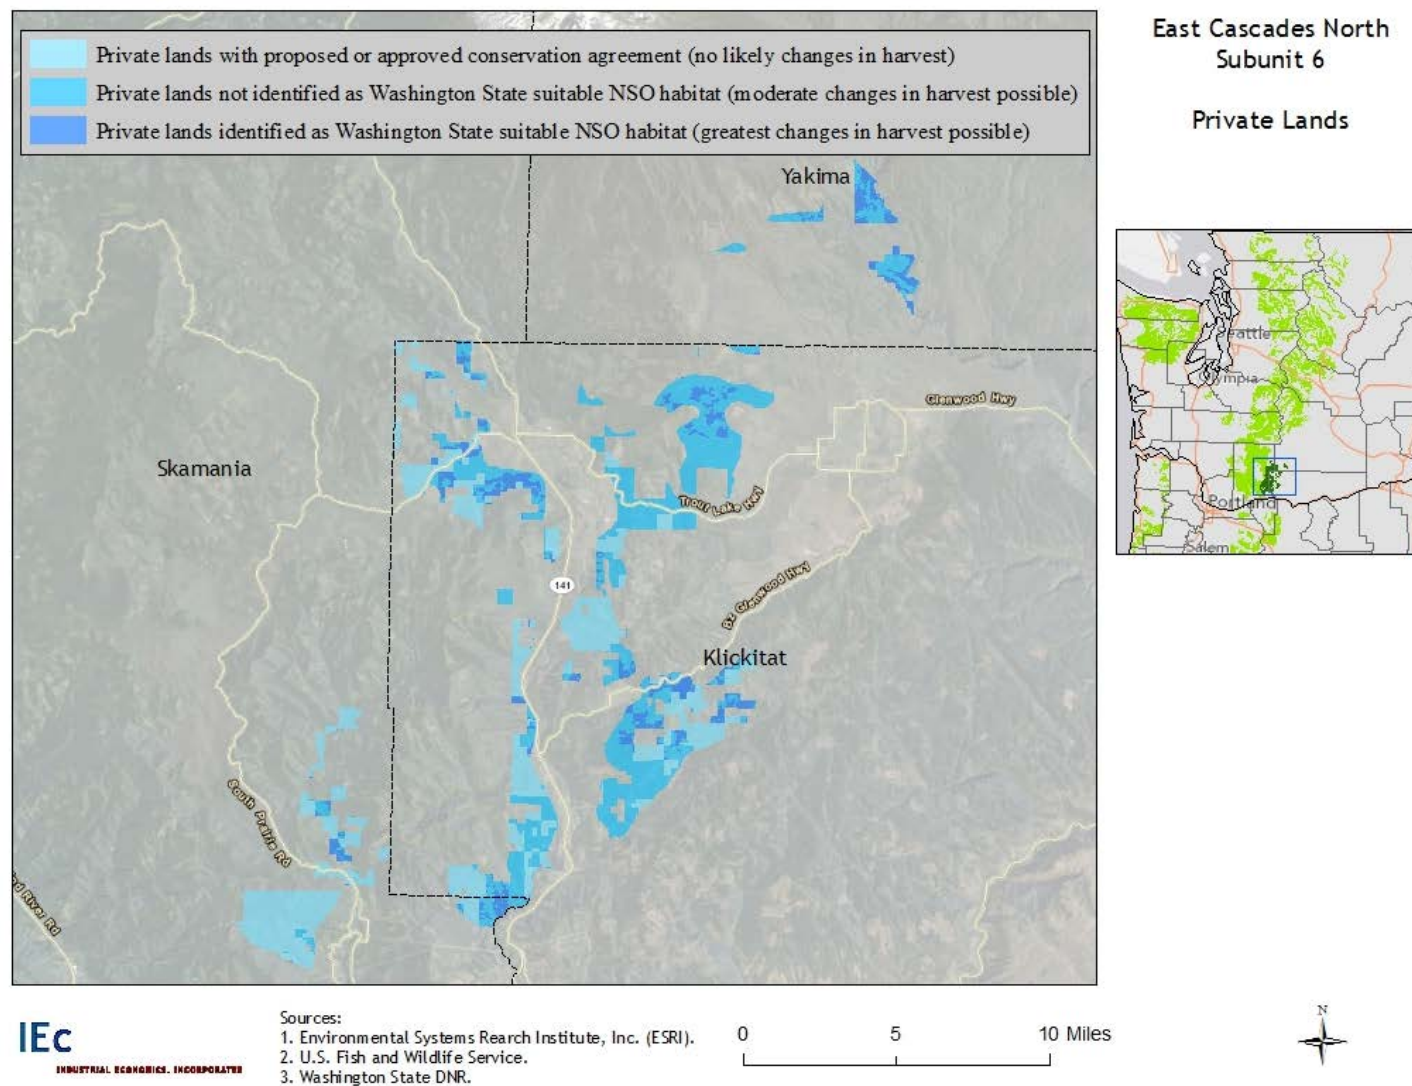 Private lands with proposed or approved conservation agreement (no likely changes in harvest)
Private lands not identified as Washington State suitable NSO habitat (moderate changes in harvest possible)
Private lands identified as Washington State suitable NSO habitat (greatest changes in harvest possible)
East Cascades North
Subunit 6
Private Lands
Yakima
Glenwood Hwy
Skamania
Trout Lake Hwy
141
BZ Glenwood Hwy
Klickitat
South Prairie Rd
River Rd
Seattle
Olympia
Portland
Salem
IEc
INDUSTRIAL ECONOMICS, INCORPORATED
Sources:
1. Environmental Systems Rearch Institute, Inc. (ESRI).
2. U.S. Fish and Wildlife Service.
3. Washington State DNR.
0 5 10 Miles
N